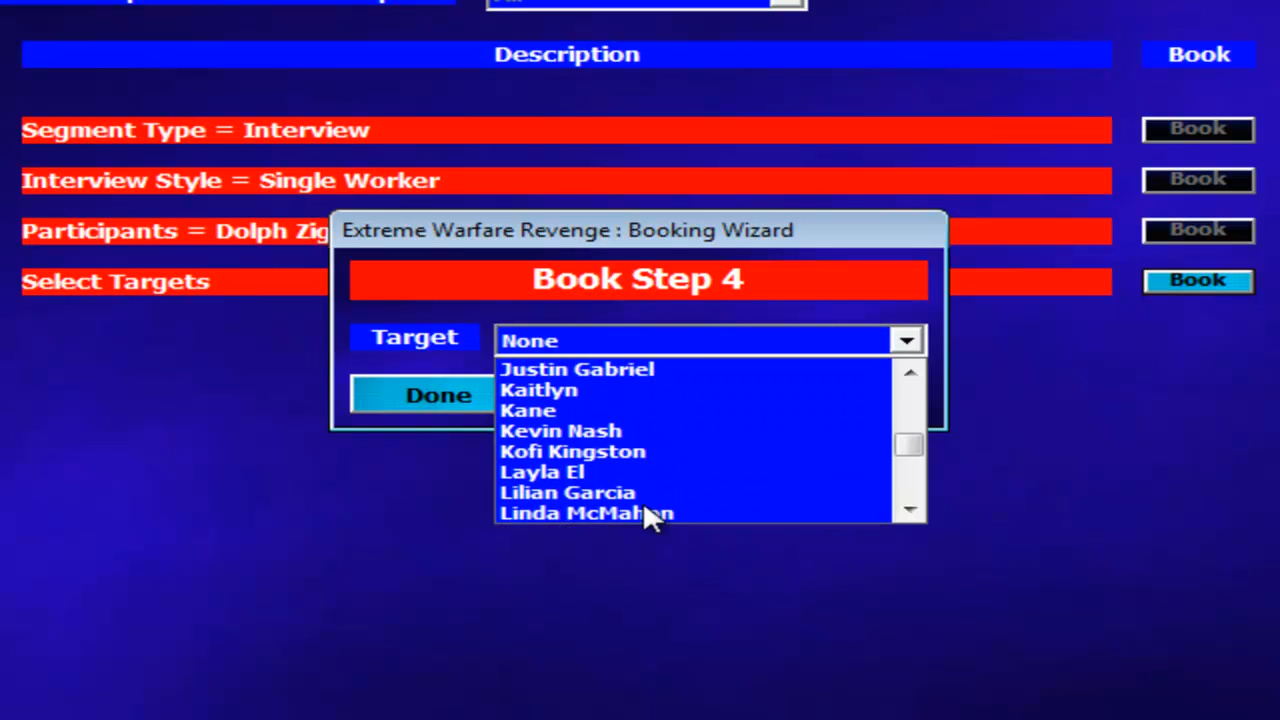 Description
Book
Segment Type = Interview
Book
Interview Style = Single Worker
Book
Participants = Dolph Zig
Book
Extreme Warfare Revenge : Booking Wizard
Book Step 4
Select Targets
Book
Target
None
Justin Gabriel
Kaitlyn
Kane
Kevin Nash
Kofi Kingston
Layla El
Lilian Garcia
Linda McMahon
Done